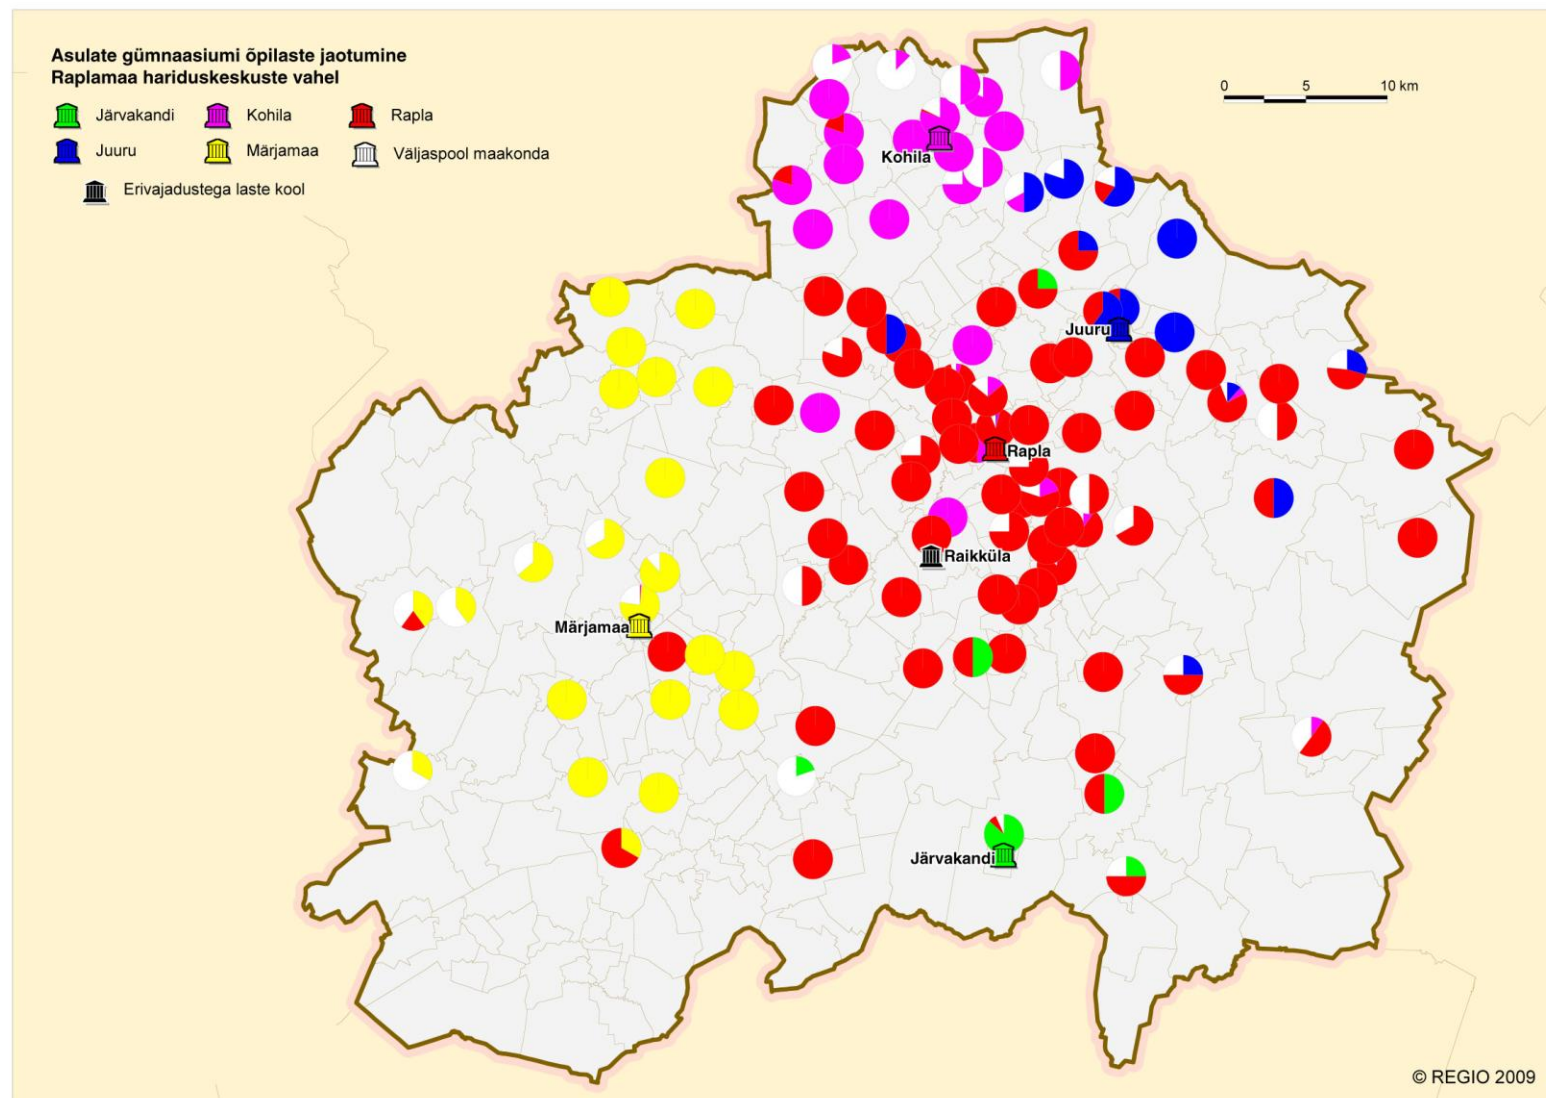 Asulate gümnaasiumi õpilaste jaotumine
Raplamaa hariduskeskuste vahel
Järvakandi
Kohila
Rapla
Juuru
Märjamaa
Väljaspool maakonda
Erivajadustega laste kool
0 5 10 km
Kohila
Juuru
Rapla
Raikküla
Märjamaa
Järvakandi
© REGIO 2009